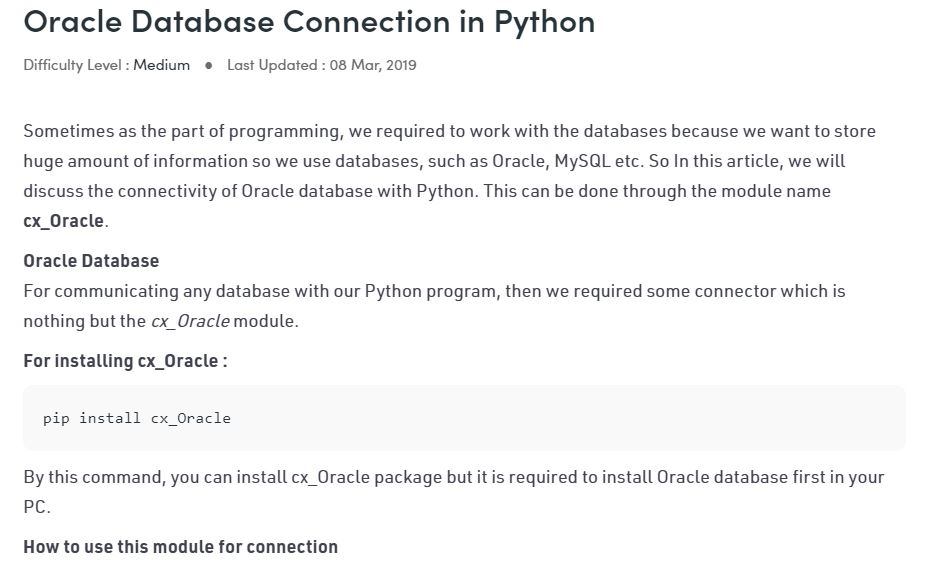 Oracle Database Connection in Python
Difficulty Level : Medium ● Last Updated : 08 Mar, 2019
Sometimes as the part of programming, we required to work with the databases because we want to store
huge amount of information so we use databases, such as Oracle, MySQL etc. So In this article, we will
discuss the connectivity of Oracle database with Python. This can be done through the module name
cx_Oracle.
Oracle Database
For communicating any database with our Python program, then we required some connector which is
nothing but the cx_Oracle module.
For installing cx_Oracle :
pip install cx_Oracle
By this command, you can install cx_Oracle package but it is required to install Oracle database first in your
PC.
How to use this module for connection